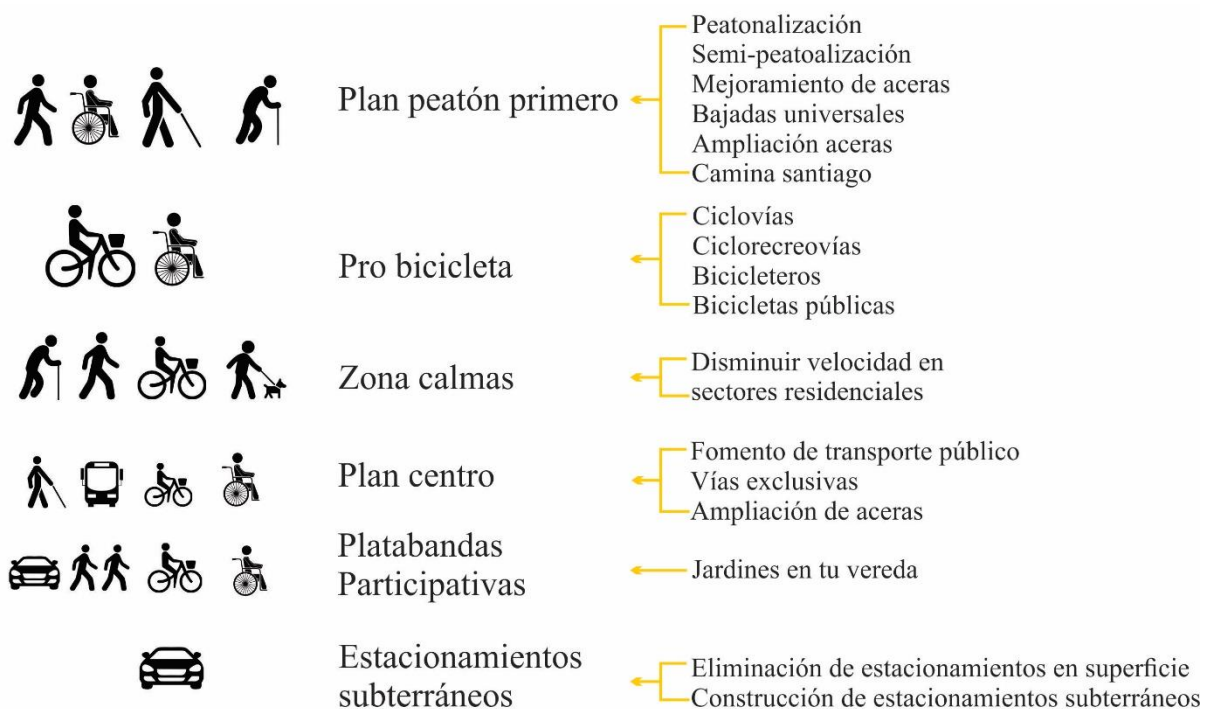 Plan peatón primero
Peatonalización
Semi-peatoalización
Mejoramiento de aceras
Bajadas universales
Ampliación aceras
Camina santiago
Pro bicicleta
Ciclovías
Ciclorecreovías
Bicicleteros
Bicicletas públicas
Zona calmas
Disminuir velocidad en
sectores residenciales
Plan centro
Fomento de transporte público
Vías exclusivas
Ampliación de aceras
Platabandas
Participativas
Jardines en tu vereda
Estacionamientos
subterráneos
Eliminación de estacionamientos en superficie
Construcción de estacionamientos subterráneos